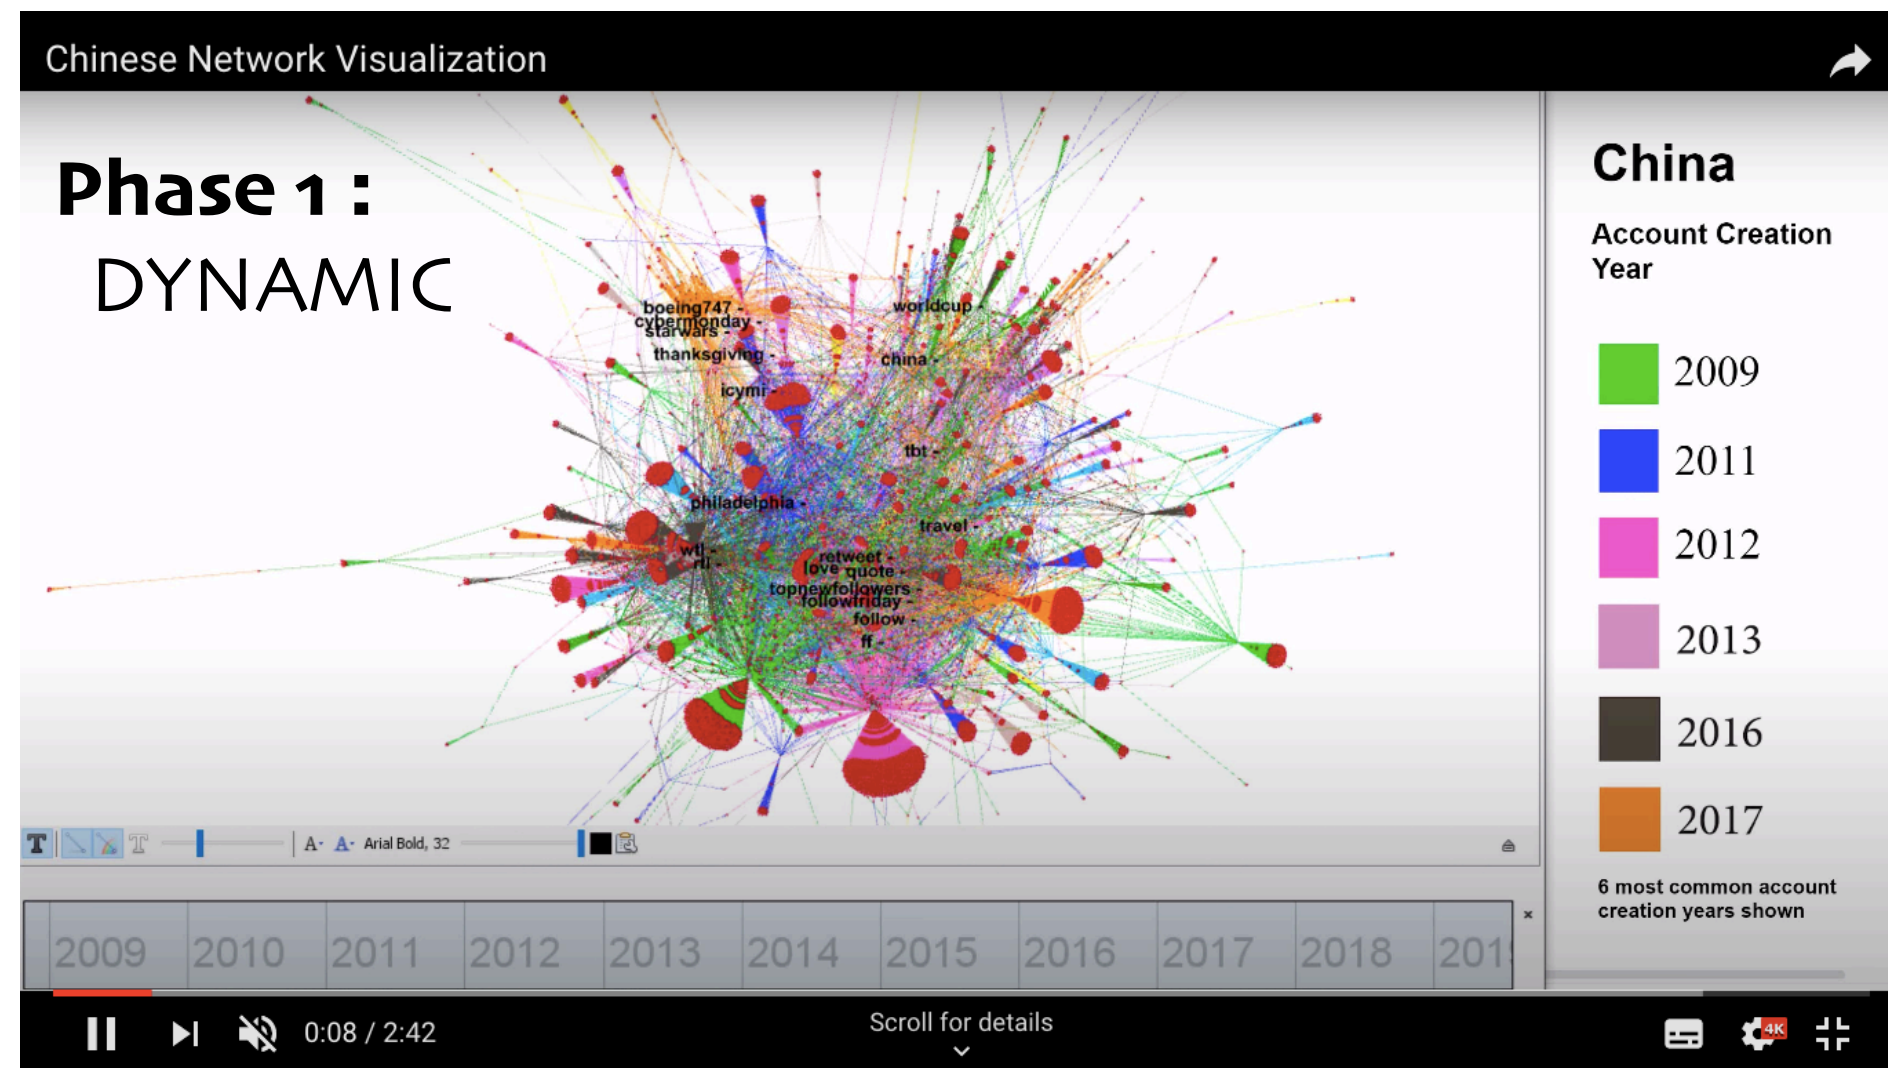 Chinese Network Visualization
Phase 1 :
DYNAMIC
boeing747 -
cybermonday -
starwars -
thanksgiving -
icymi -
worldcup -
china -
tbt -
philadelphia -
travel -
wtl -
rll -
retweet -
love quote -
topnewfollowers -
followfriday -
follow -
ff -
China
Account Creation
Year
2009
2011
2012
2013
2016
2017
6 most common account
creation years shown
T T A- A- Arial Bold, 32
2009 2010 2011 2012 2013 2014 2015 2016 2017 2018 201
0:08 / 2:42
Scroll for details
4K